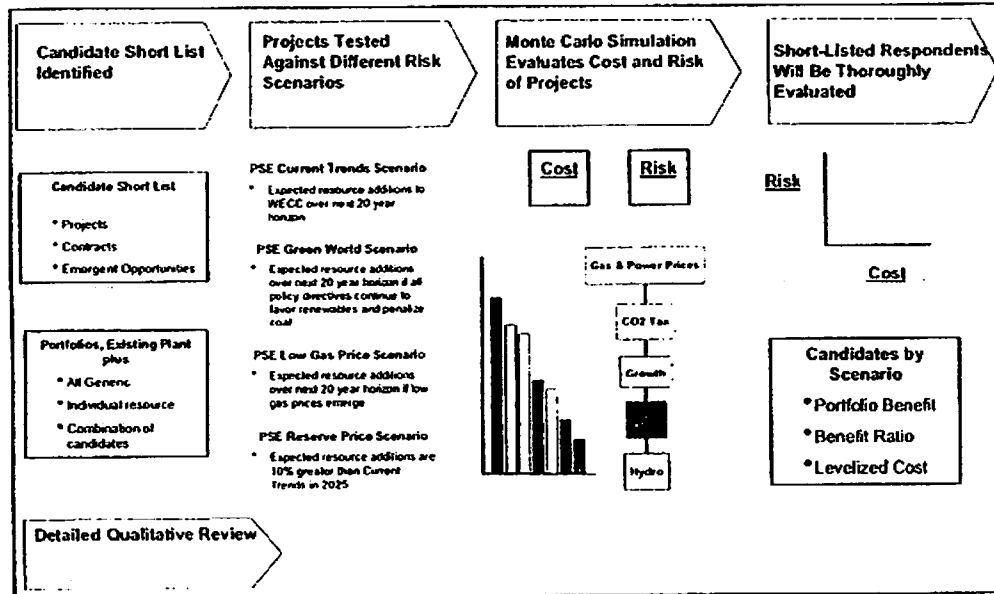 Candidate Short List
Identified
Projects Tested
Against Different Risk
Scenarios
Monte Carlo Simulation
Evaluates Cost and Risk
of Projects
Short-Listed Respondents
Will Be Thoroughly
Evaluated
Candidate Short List
* Projects
* Contracts
* Emergent Opportunities
Portfolios, Existing Plant
plus
* All Generic
* Individual resource
* Combination of
candidates
PSE Current Trends Scenario
* Expected resource additions to
WECC over next 20 year
horizon
PSE Green World Scenario
* Expected resource additions
over next 20 year horizon if all
policy directives continue to
favor renewables and penalize
coal
PSE Low Gas Price Scenario
* Expected resource additions
over next 20 year horizon if low
gas prices emerge
PSE Reserve Price Scenario
* Expected resource additions are
10% greater then Current
Trends in 2025
Cost
Risk
Gas & Power Prices
CO2 Tax
Growth
Hydro
Risk
Cost
Candidates by
Scenario
* Portfolio Benefit
* Benefit Ratio
* Levelized Cost
Detailed Qualitative Review